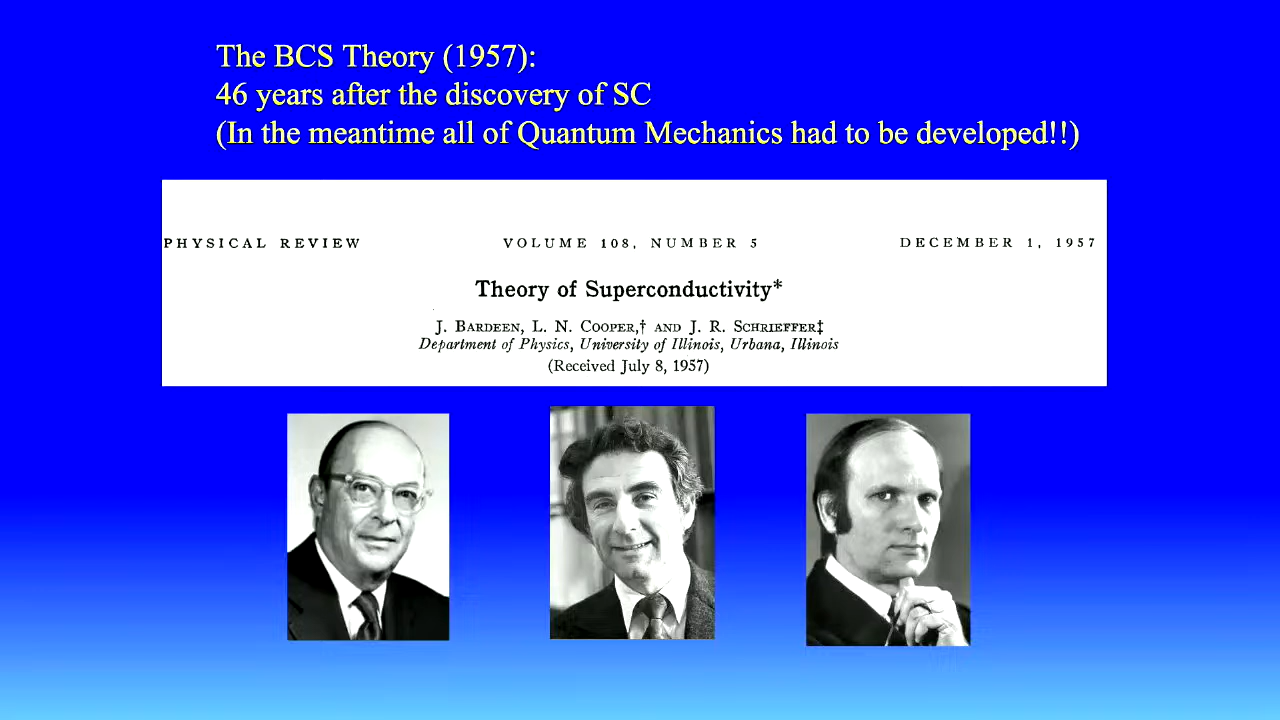 The BCS Theory (1957):
46 years after the discovery of SC
(In the meantime all of Quantum Mechanics had to be developed!!)
PHYSICAL REVIEW VOLUME 108, NUMBER 5 DECEMBER 1, 1957
Theory of Superconductivity*
J. BARDEEN, L. N. COOPER,† AND J. R. SCHRIEFFER‡
Department of Physics, University of Illinois, Urbana, Illinois
(Received July 8, 1957)